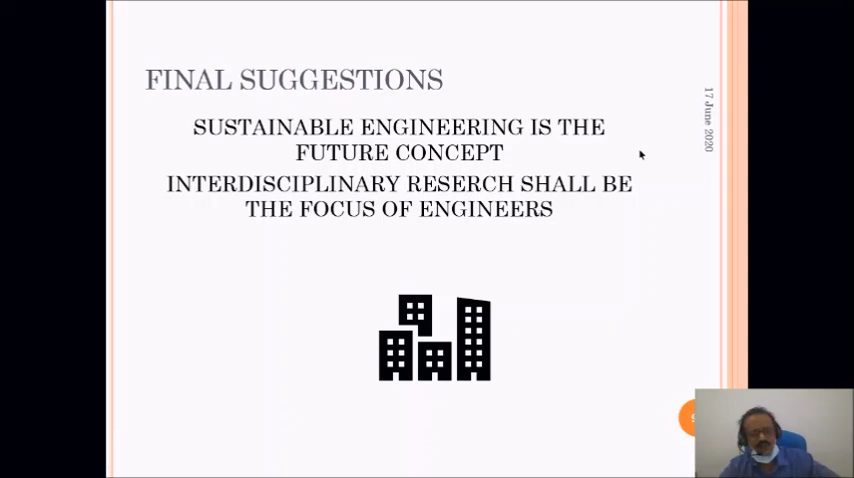 FINAL SUGGESTIONS
SUSTAINABLE ENGINEERING IS THE
FUTURE CONCEPT
INTERDISCIPLINARY RESERCH SHALL BE
THE FOCUS OF ENGINEERS
17 June 2020